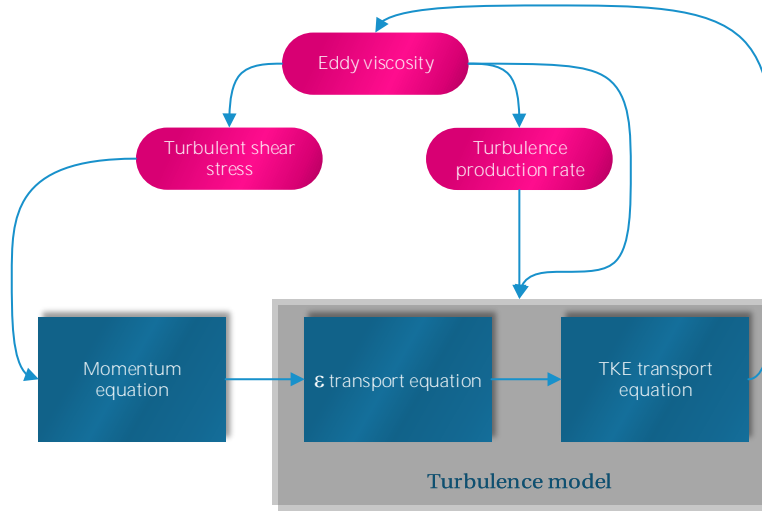 Eddy viscosity
Turbulent shear
stress
Turbulence
production rate
Momentum
equation
ε transport equation
TKE transport
equation
Turbulence model